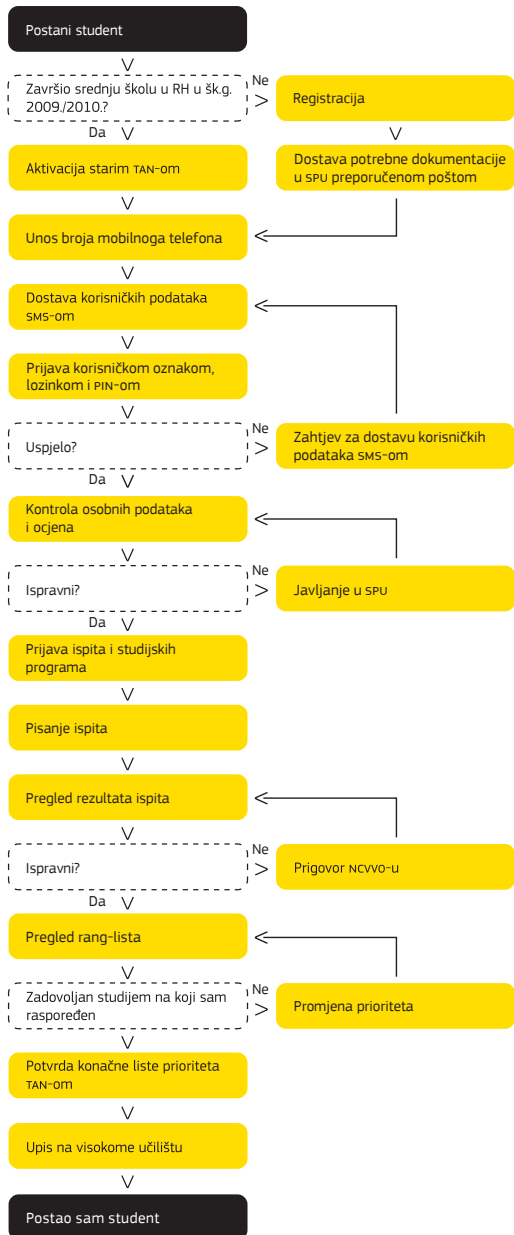 Postani student
Završio srednju školu u RH u šk.g.
2009./2010.?
Ne
Registracija
Da
Aktivacija starim TAN-om
Dostava potrebne dokumentacije
u SPU preporučenom poštom
Unos broja mobilnoga telefona
Dostava korisničkih podataka
SMS-om
Prijava korisničkom oznakom,
lozinkom i PIN-om
Uspjelo?
Ne
Zahtjev za dostavu korisničkih
podataka SMS-om
Da
Kontrola osobnih podataka
i ocjena
Ispravni?
Ne
Javljanje u SPU
Da
Prijava ispita i studijskih
programa
Pisanje ispita
Pregled rezultata ispita
Ispravni?
Ne
Prigovor NCVVO-u
Da
Pregled rang-lista
Zadovoljan studijem na koji sam
raspoređen
Ne
Promjena prioriteta
Potvrda konačne liste prioriteta
TAN-om
Upis na visokome učilištu
Postao sam student